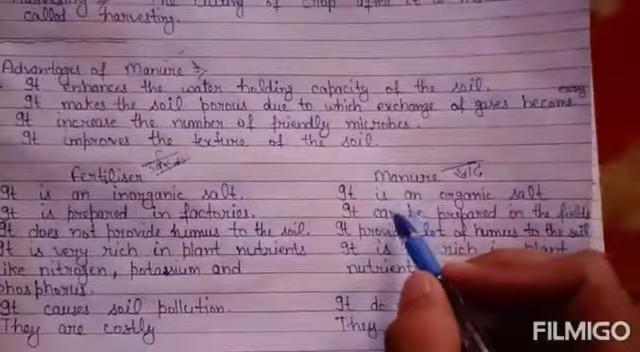 called harvesting.
Advantages of Manure
It enhances the water holding capacity of the soil.
It makes the soil porous due to which exchange of gases become
It increase the number of friendly microbes.
It improves the texture of the soil.
Fertiliser
Manure खाद
It is an inorganic salt.
It is an organic salt
It is prepared in factories.
It can be prepared in the fields
It does not provide humus to the soil.
It provide lot of humus to the soil
It is very rich in plant nutrients
It is rich in plant
like nitrogen, potassium and
nutrient
phosphorus.
It causes soil pollution.
It do
They are costly
They
FILMIGO